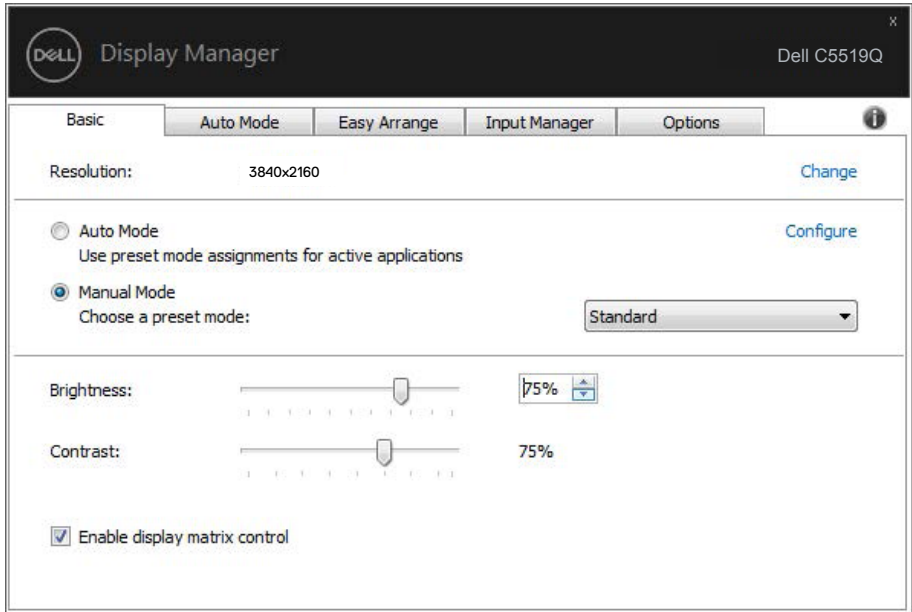 x
DELL Display Manager Dell C5519Q
Basic Auto Mode Easy Arrange Input Manager Options i
Resolution: 3840x2160 Change
Auto Mode Configure
Use preset mode assignments for active applications
Manual Mode
Choose a preset mode: Standard
Brightness: 75%
Contrast: 75%
Enable display matrix control